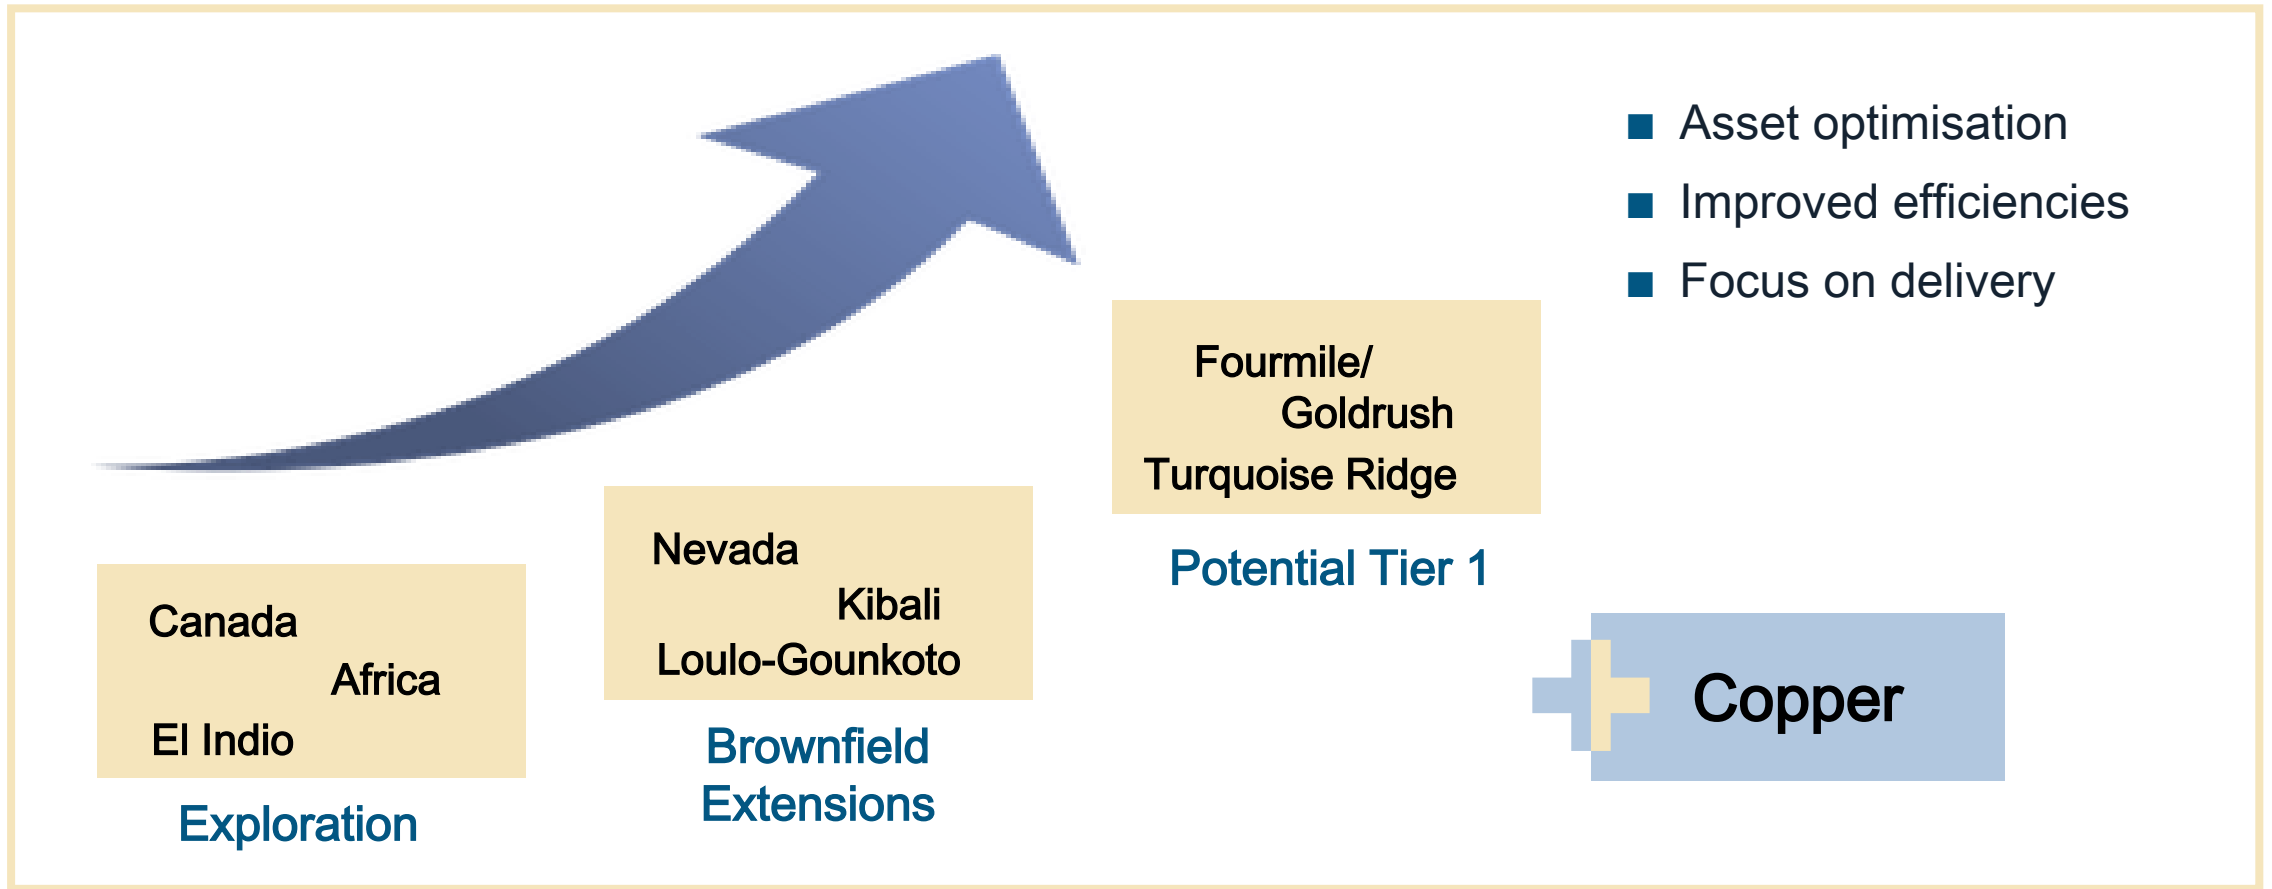 Asset optimisation
Improved efficiencies
Focus on delivery
Fourmile/
Goldrush
Turquoise Ridge
Potential Tier 1
Nevada
Kibali
Loulo-Gounkoto
Brownfield
Extensions
Canada
Africa
El Indio
Exploration
Copper